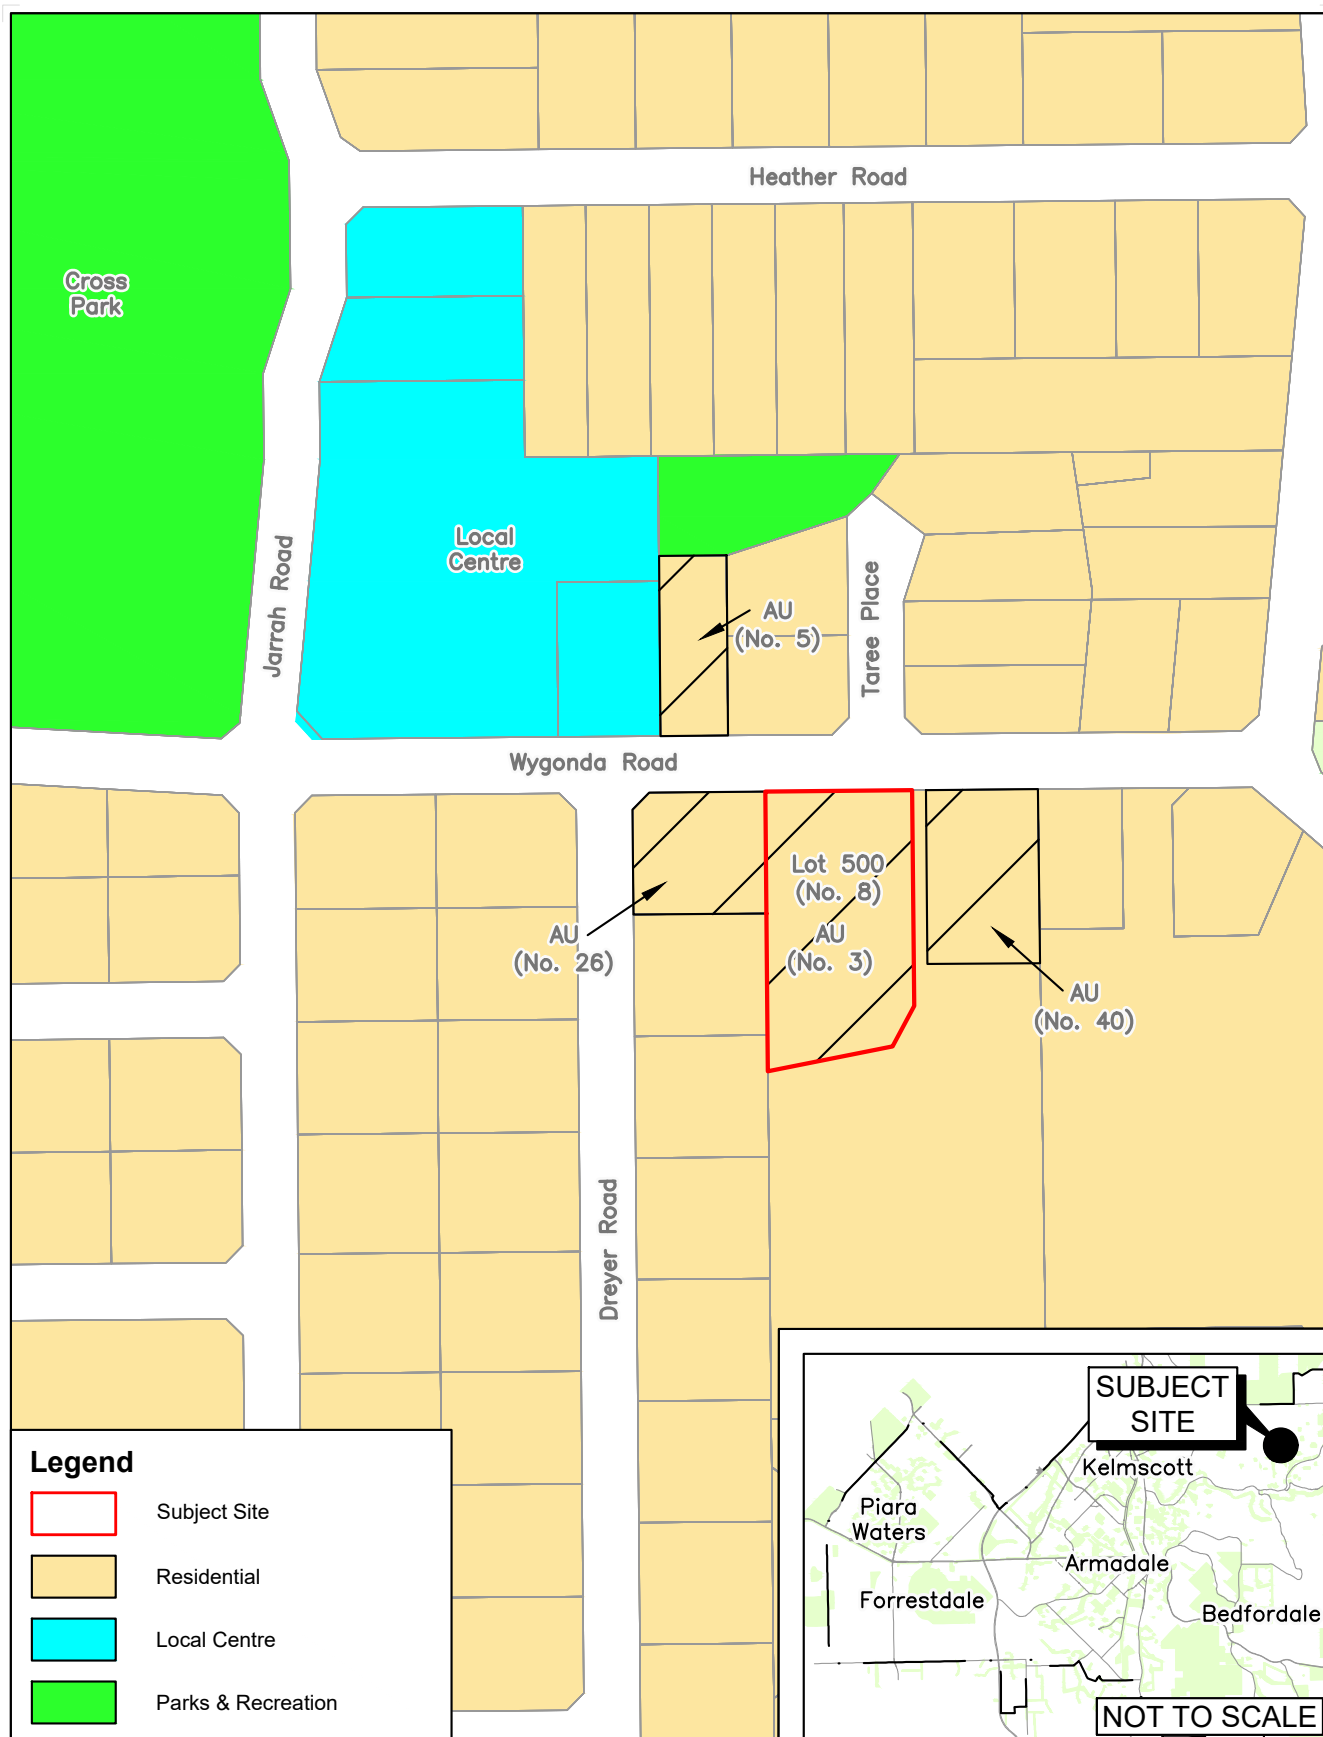 Heather Road
Cross
Park
Local
Centre
Jarrah Road
Taree Place
AU
(No. 5)
Wygonda Road
Lot 500
(No. 8)
AU
(No. 3)
AU
(No. 26)
AU
(No. 40)
Dreyer Road
SUBJECT
SITE
Kelmscott
Piara
Waters
Armadale
Forrestdale
Bedfordale
NOT TO SCALE
Legend
Subject Site
Residential
Local Centre
Parks & Recreation